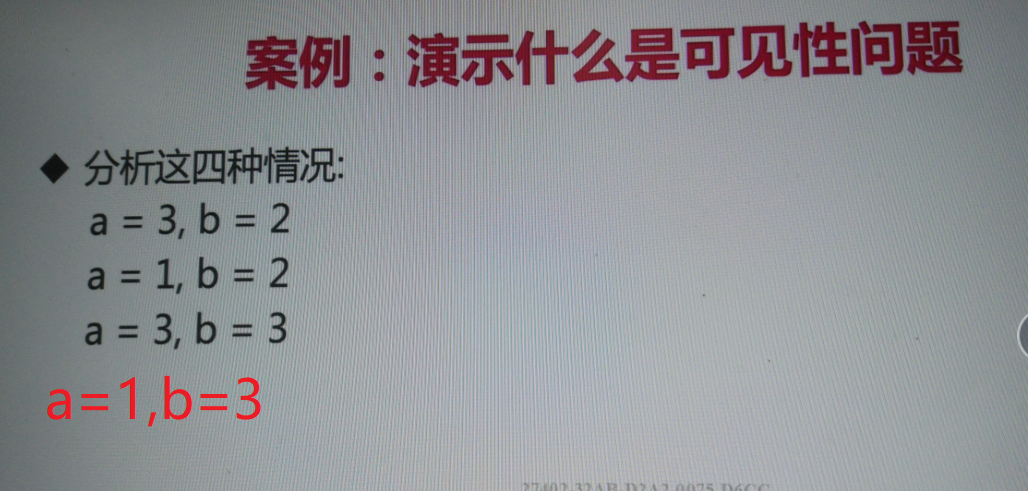 案例：演示什么是可见性问题
◆ 分析这四种情况:
a = 3, b = 2
a = 1, b = 2
a = 3, b = 3
a=1,b=3